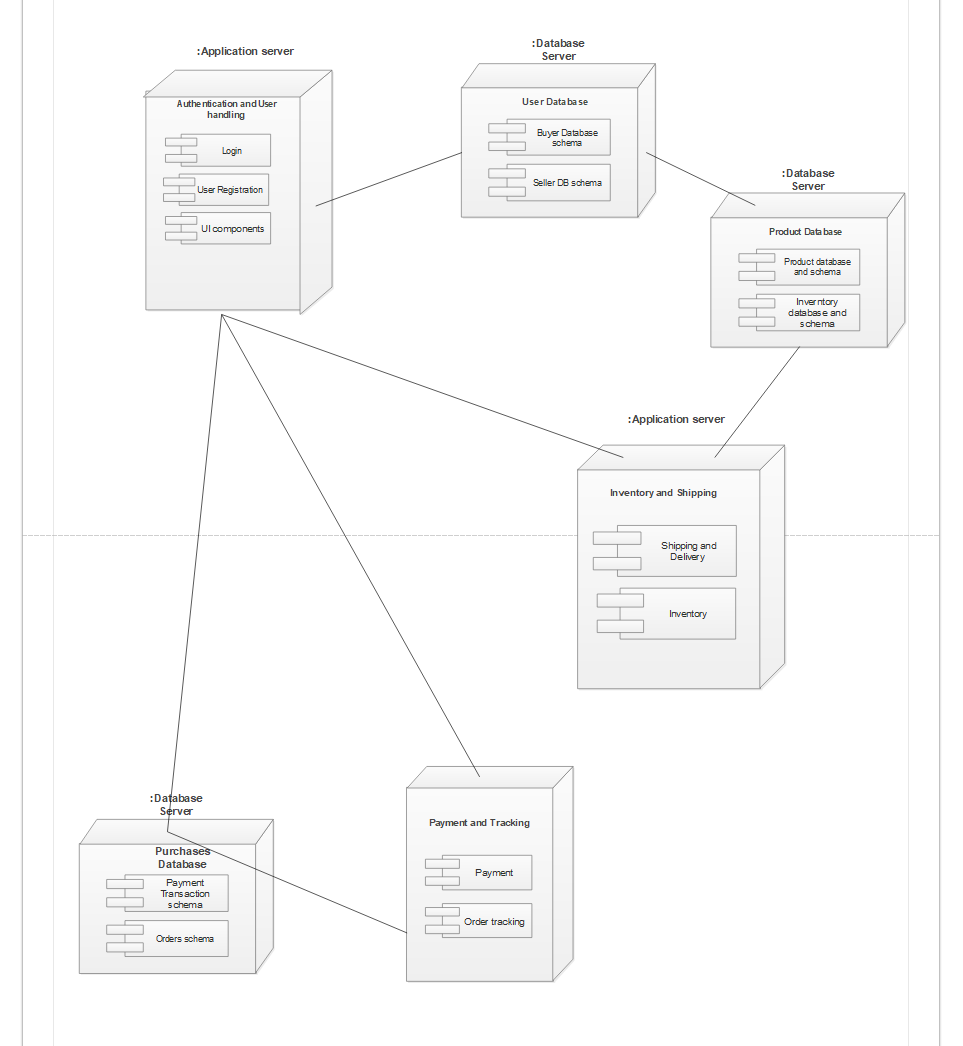 :Application server
Authentication and User
handling
Login
User Registration
UI components
:Database
Server
User Database
Buyer Database
schema
Seller DB schema
:Database
Server
Product Database
Product database
and schema
Inverntory
database and
schema
:Application server
Inventory and Shipping
Shipping and
Delivery
Inventory
:Database
Server
Purchases
Database
Payment
Transaction
schema
Orders schema
Payment and Tracking
Payment
Order tracking